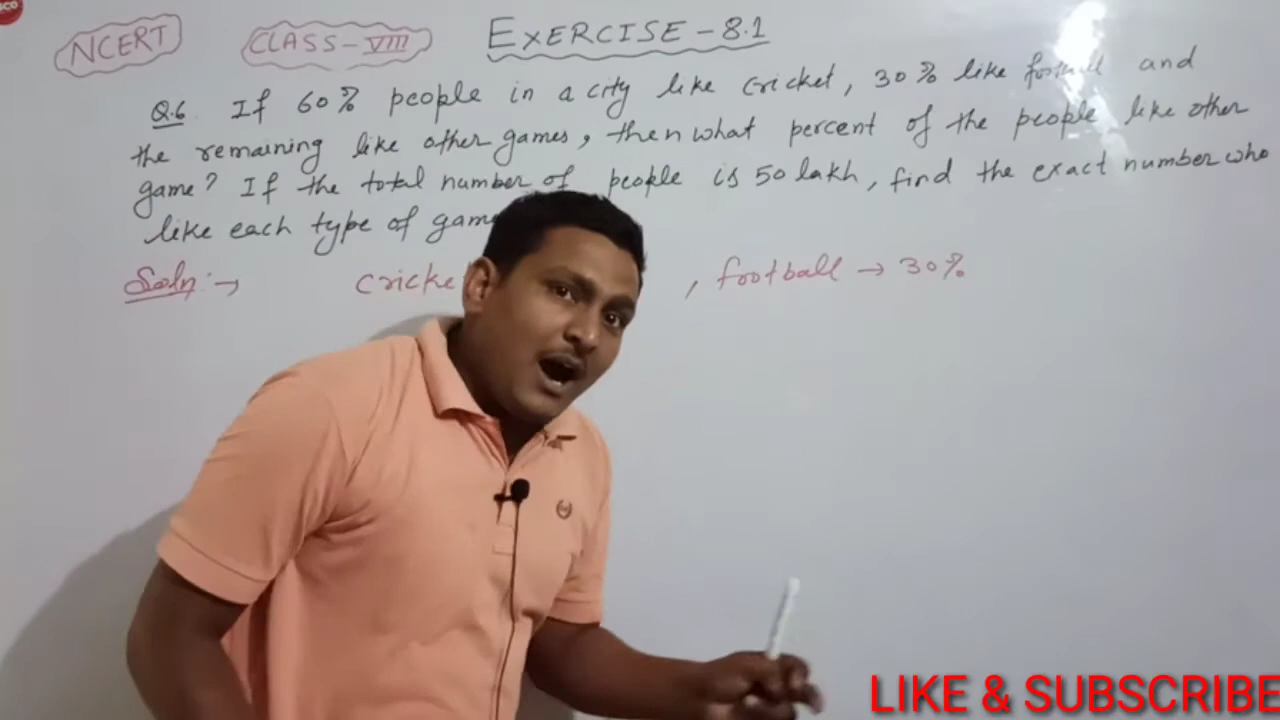 NCERT CLASS-VIII EXERCISE-8.1
Q.6 If 60% people in a city like cricket, 30% like football and
the remaining like other games, then what percent of the people like other
game? If the total number of people is 50 lakh, find the exact number who
like each type of game
Soln:→ cricke , football → 30%
LIKE & SUBSCRIBE